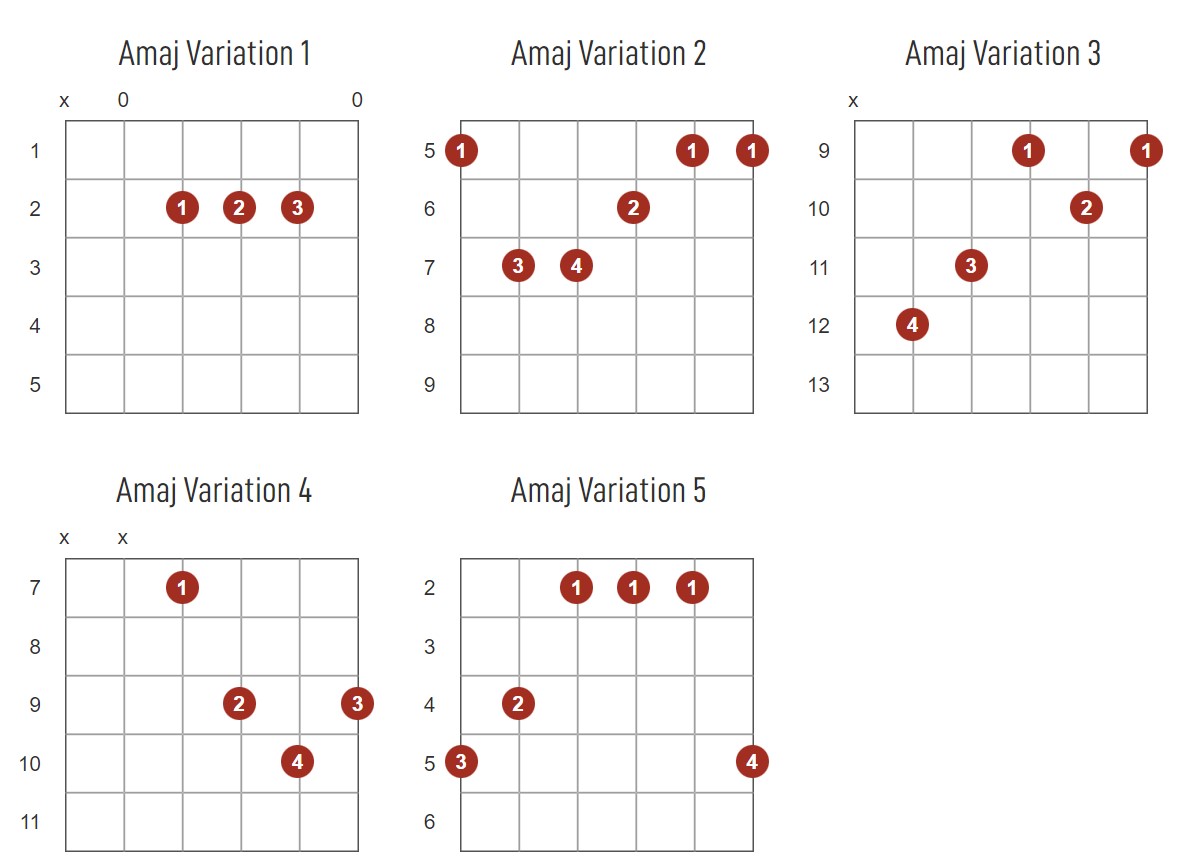 Amaj Variation 1
x 0 0
1
2 1 2 3
3
4
5
Amaj Variation 2
5 1 1 1
6 2
7 3 4
8
9
Amaj Variation 3
x
9 1 1
10 2
11 3
12 4
13
Amaj Variation 4
x x
7 1
8
9 2 3
10 4
11
Amaj Variation 5
2 1 1 1
3
4 2
5 3 4
6